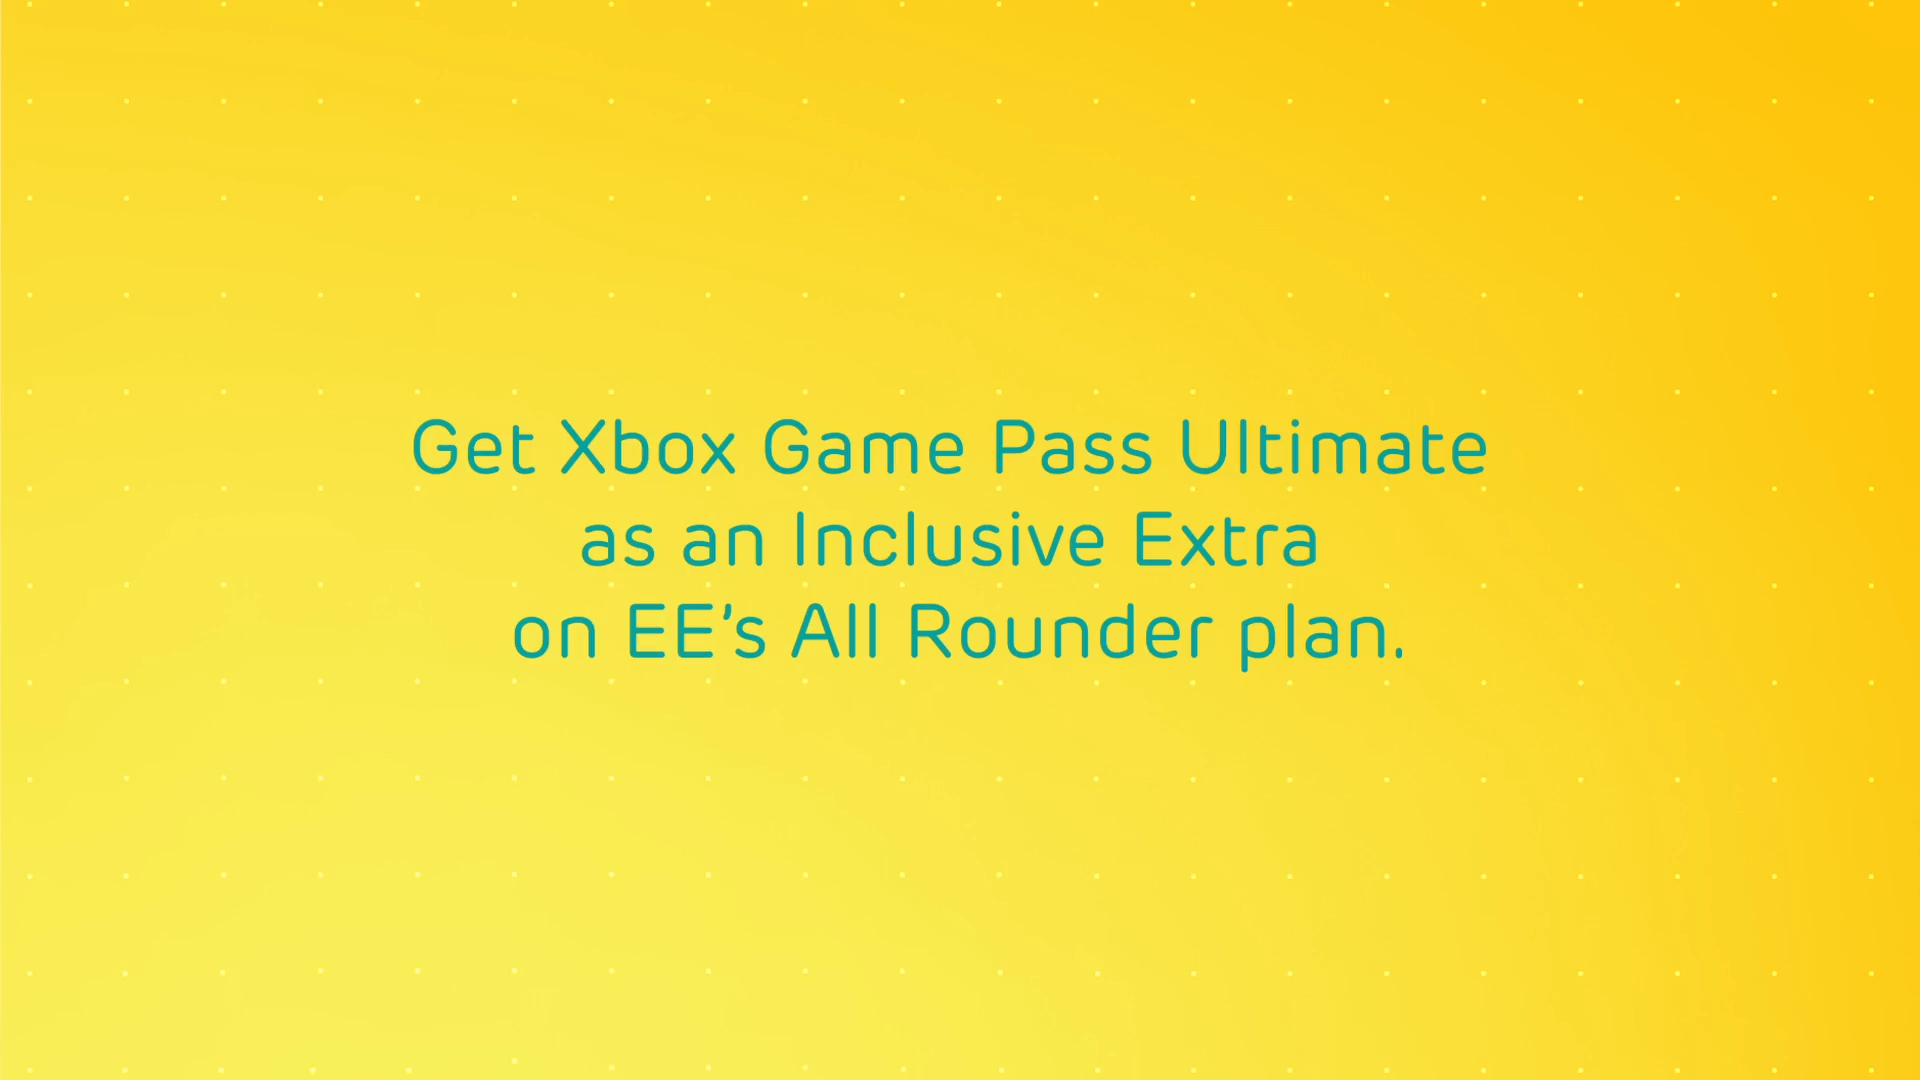 Get Xbox Game Pass Ultimate
as an Inclusive Extra
on EE’s All Rounder plan.